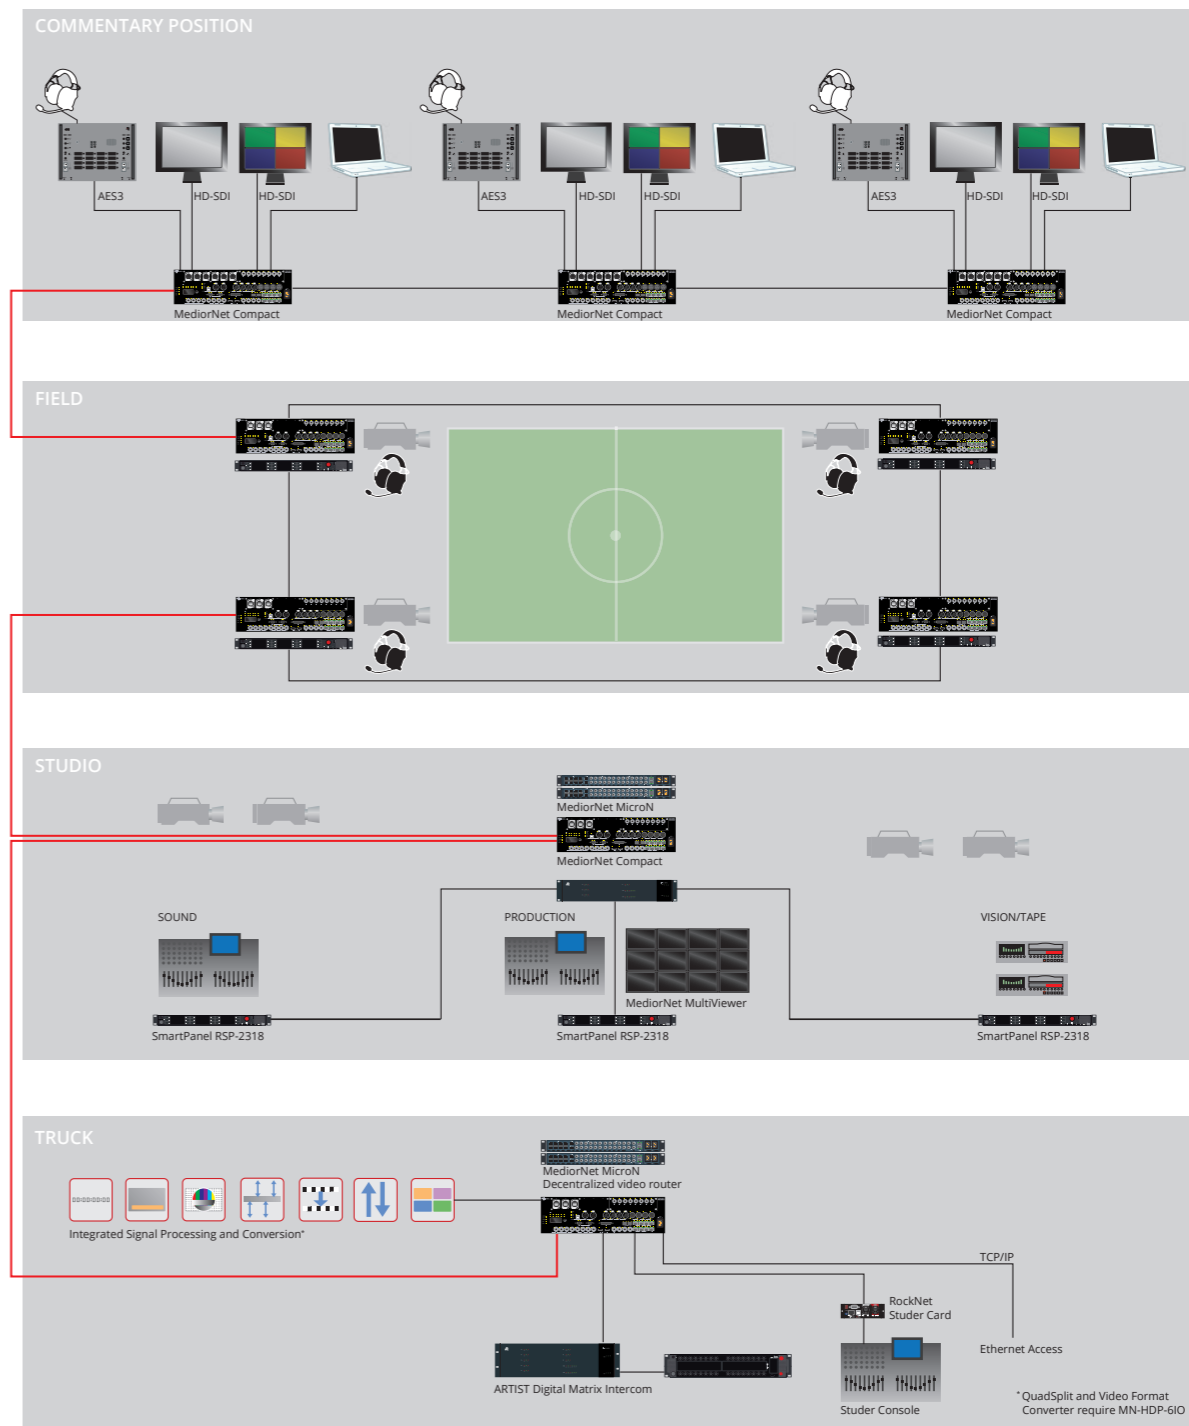 COMMENTARY POSITION
AES3
HD-SDI
HD-SDI
AES3
HD-SDI
HD-SDI
AES3
HD-SDI
HD-SDI
MediorNet Compact
MediorNet Compact
MediorNet Compact
FIELD
STUDIO
MediorNet MicroN
MediorNet Compact
SOUND
PRODUCTION
VISION/TAPE
MediorNet MultiViewer
SmartPanel RSP-2318
SmartPanel RSP-2318
SmartPanel RSP-2318
TRUCK
MediorNet MicroN
Decentralized video router
Integrated Signal Processing and Conversion*
TCP/IP
RockNet
Studer Card
Ethernet Access
ARTIST Digital Matrix Intercom
Studer Console
* QuadSplit and Video Format
Converter require MN-HDP-6IO